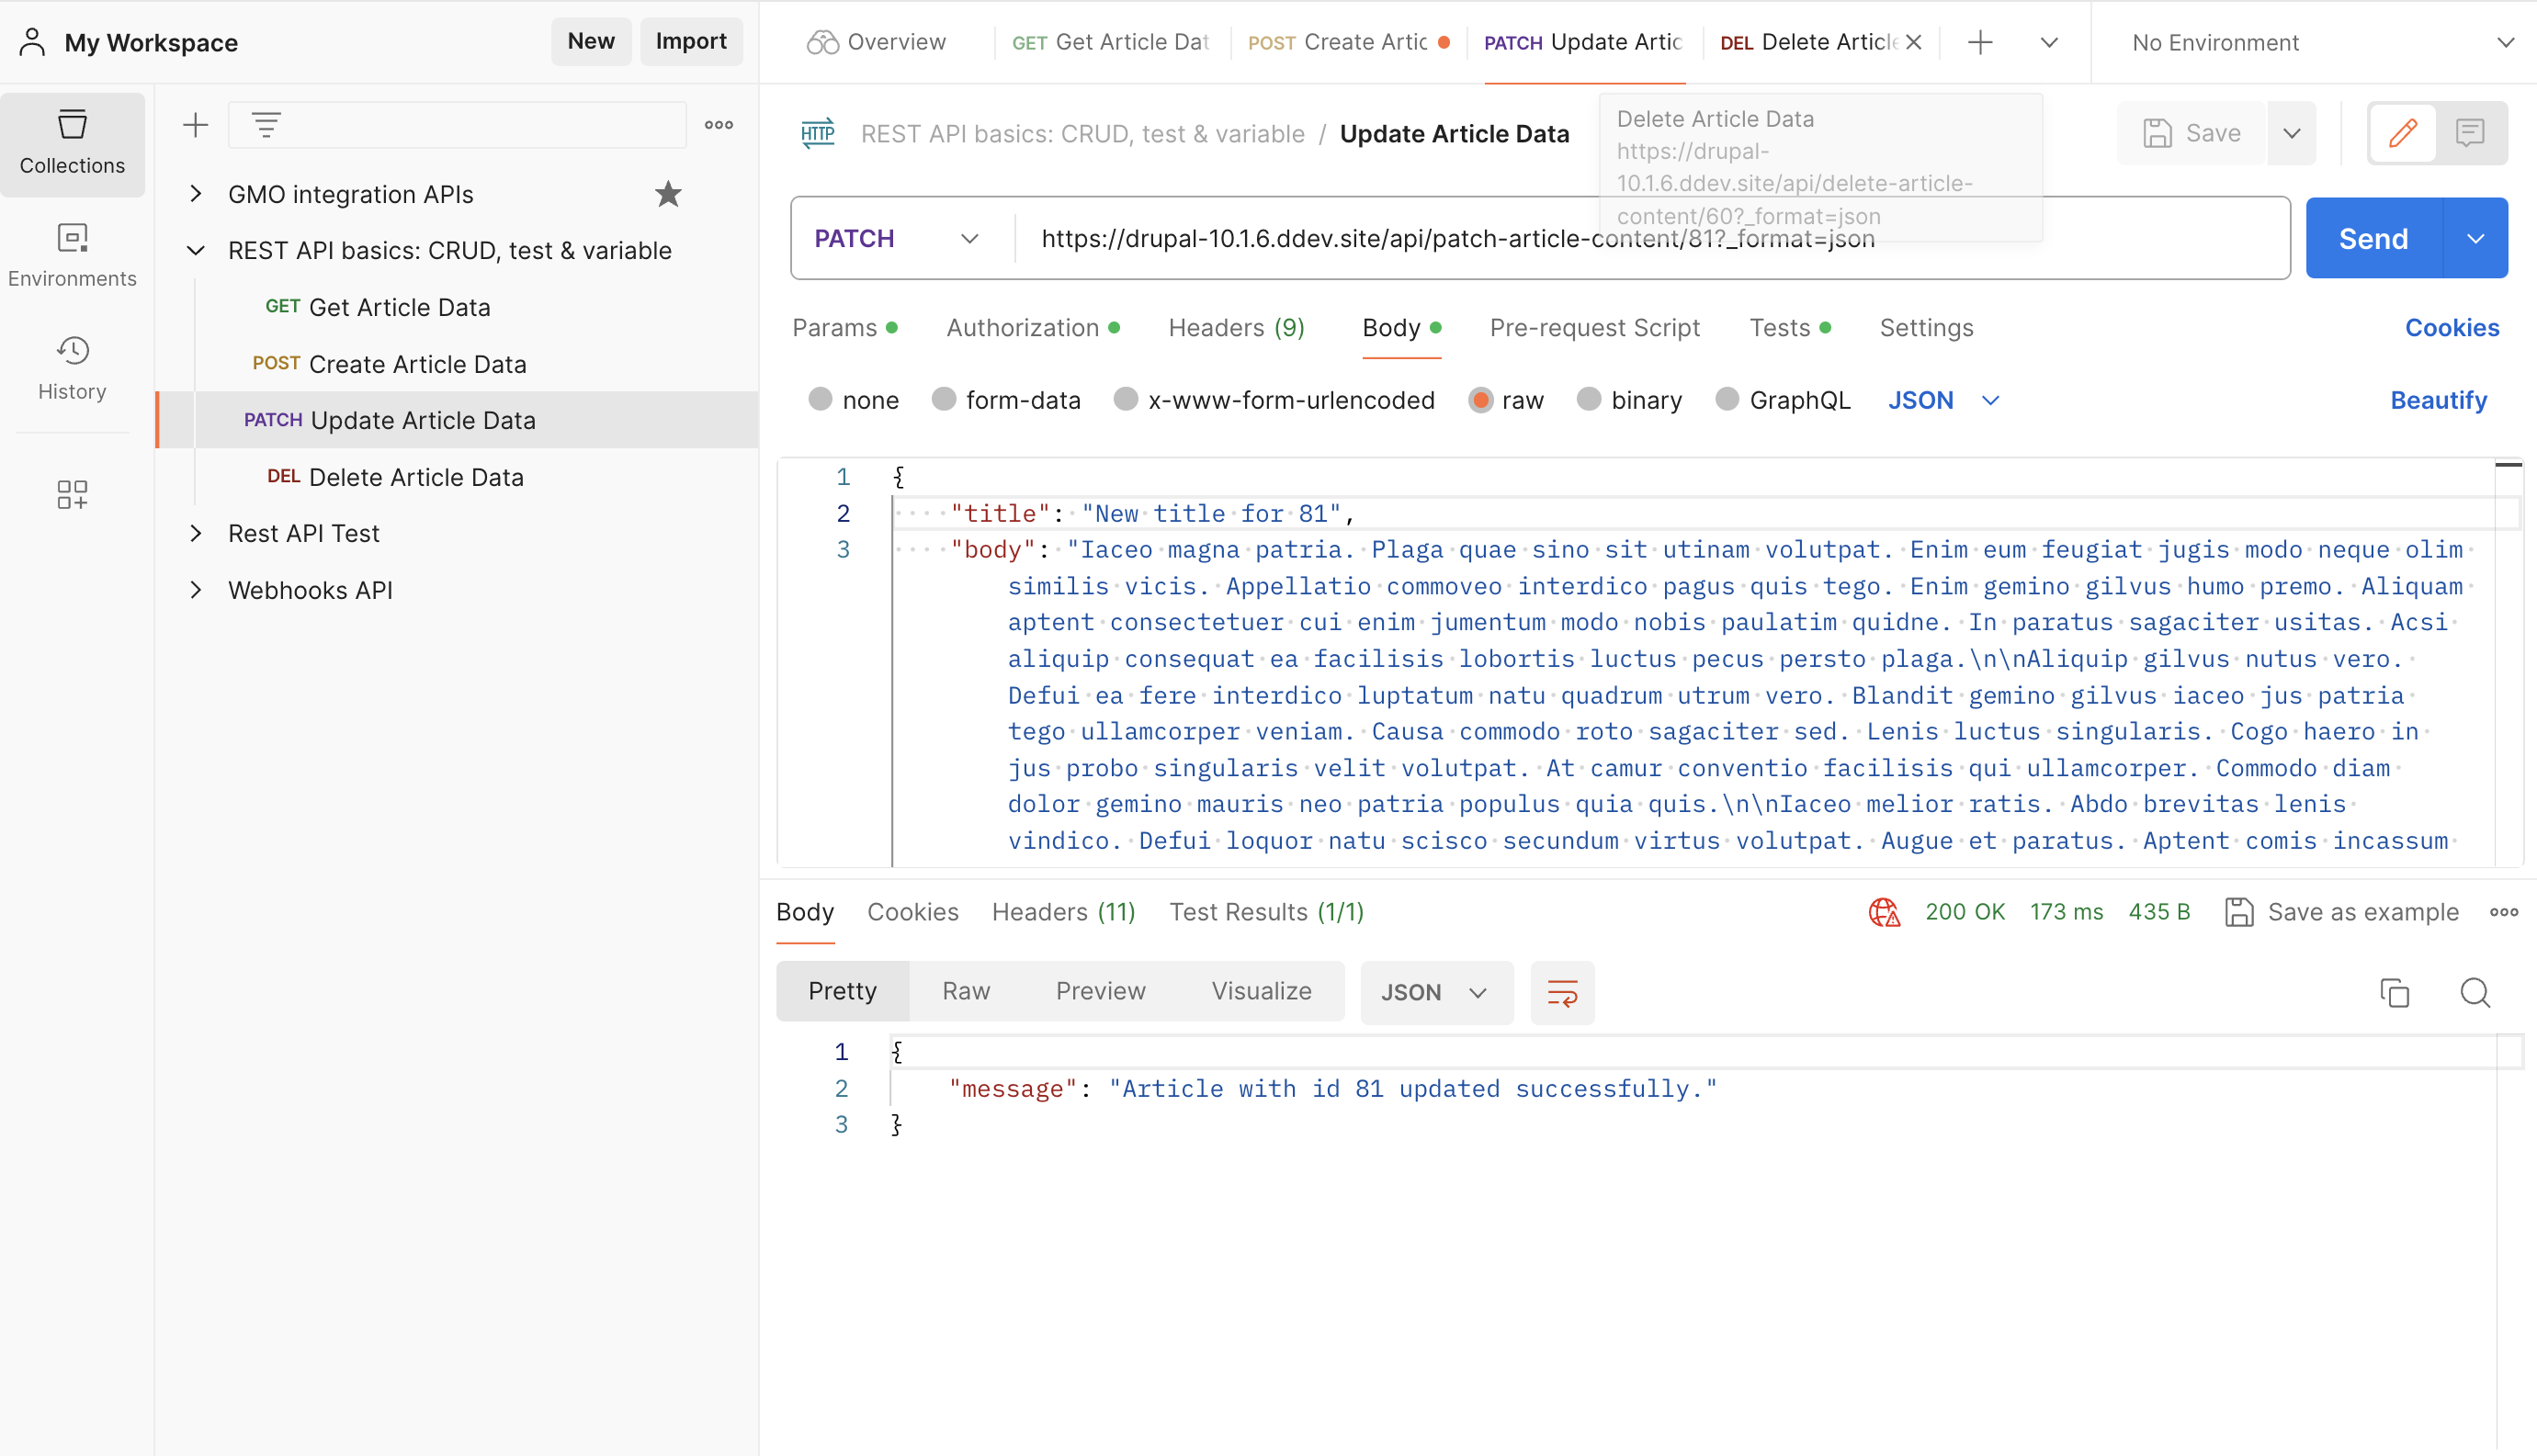 My Workspace
New
Import
Overview
GET Get Article Dat
POST Create Artic
PATCH Update Artic
DEL Delete Article
No Environment
Collections
Environments
History
GMO integration APIs
REST API basics: CRUD, test & variable
GET Get Article Data
POST Create Article Data
PATCH Update Article Data
DEL Delete Article Data
Rest API Test
Webhooks API
HTTP REST API basics: CRUD, test & variable / Update Article Data
Delete Article Data
https://drupal-
10.1.6.ddev.site/api/delete-article-
content/60?_format=json
Save
PATCH
https://drupal-10.1.6.ddev.site/api/patch-article-content/81?_format=json
Send
Params
Authorization
Headers (9)
Body
Pre-request Script
Tests
Settings
Cookies
none
form-data
x-www-form-urlencoded
raw
binary
GraphQL
JSON
Beautify
1 {
2 "title": "New title for 81",
3 "body": "Iaceo magna patria. Plaga quae sino sit utinam volutpat. Enim eum feugiat jugis modo neque olim
similis vicis. Appellatio commoveo interdico pagus quis tego. Enim gemino gilvus humo premo. Aliquam
aptent consectetuer cui enim jumentum modo nobis paulatim quidne. In paratus sagaciter usitas. Acsi
aliquip consequat ea facilisis lobortis luctus pecus persto plaga.\n\nAliquip gilvus nutus vero.
Defui ea fere interdico luptatum natu quadrum utrum vero. Blandit gemino gilvus iaceo jus patria
tego ullamcorper veniam. Causa commodo roto sagaciter sed. Lenis luctus singularis. Cogo haero in
jus probo singularis velit volutpat. At camur conventio facilisis qui ullamcorper. Commodo diam
dolor gemino mauris neo patria populus quia quis.\n\nIaceo melior ratis. Abdo brevitas lenis
vindico. Defui loquor natu scisco secundum virtus volutpat. Augue et paratus. Aptent comis incassum
Body
Cookies
Headers (11)
Test Results (1/1)
200 OK
173 ms
435 B
Save as example
Pretty
Raw
Preview
Visualize
JSON
1 {
2 "message": "Article with id 81 updated successfully."
3 }